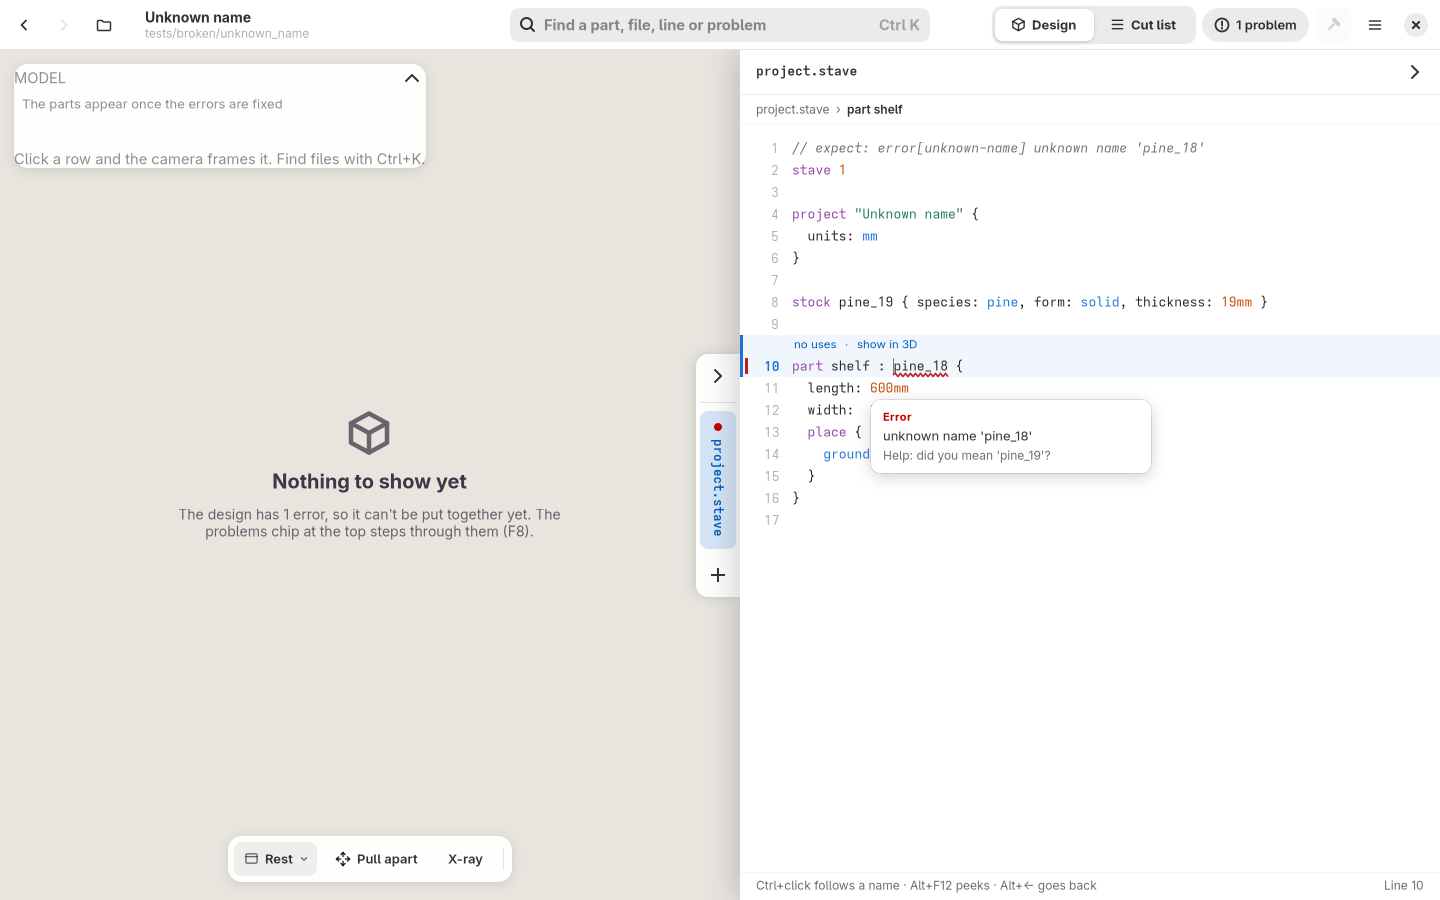 Unknown name
tests/broken/unknown_name
Find a part, file, line or problem
Ctrl K
Design
Cut list
1 problem
MODEL
The parts appear once the errors are fixed
Click a row and the camera frames it. Find files with Ctrl+K.
Nothing to show yet
The design has 1 error, so it can't be put together yet. The
problems chip at the top steps through them (F8).
Rest
Pull apart
X-ray
project.stave
project.stave
project.stave › part shelf
1 // expect: error[unknown-name] unknown name 'pine_18'
2 stave 1
3
4 project "Unknown name" {
5 units: mm
6 }
7
8 stock pine_19 { species: pine, form: solid, thickness: 19mm }
9
no uses · show in 3D
10 part shelf : pine_18 {
11 length: 600mm
12 width:
13 place {
14 ground
15 }
16 }
17
Error
unknown name 'pine_18'
Help: did you mean 'pine_19'?
Ctrl+click follows a name · Alt+F12 peeks · Alt+← goes back
Line 10